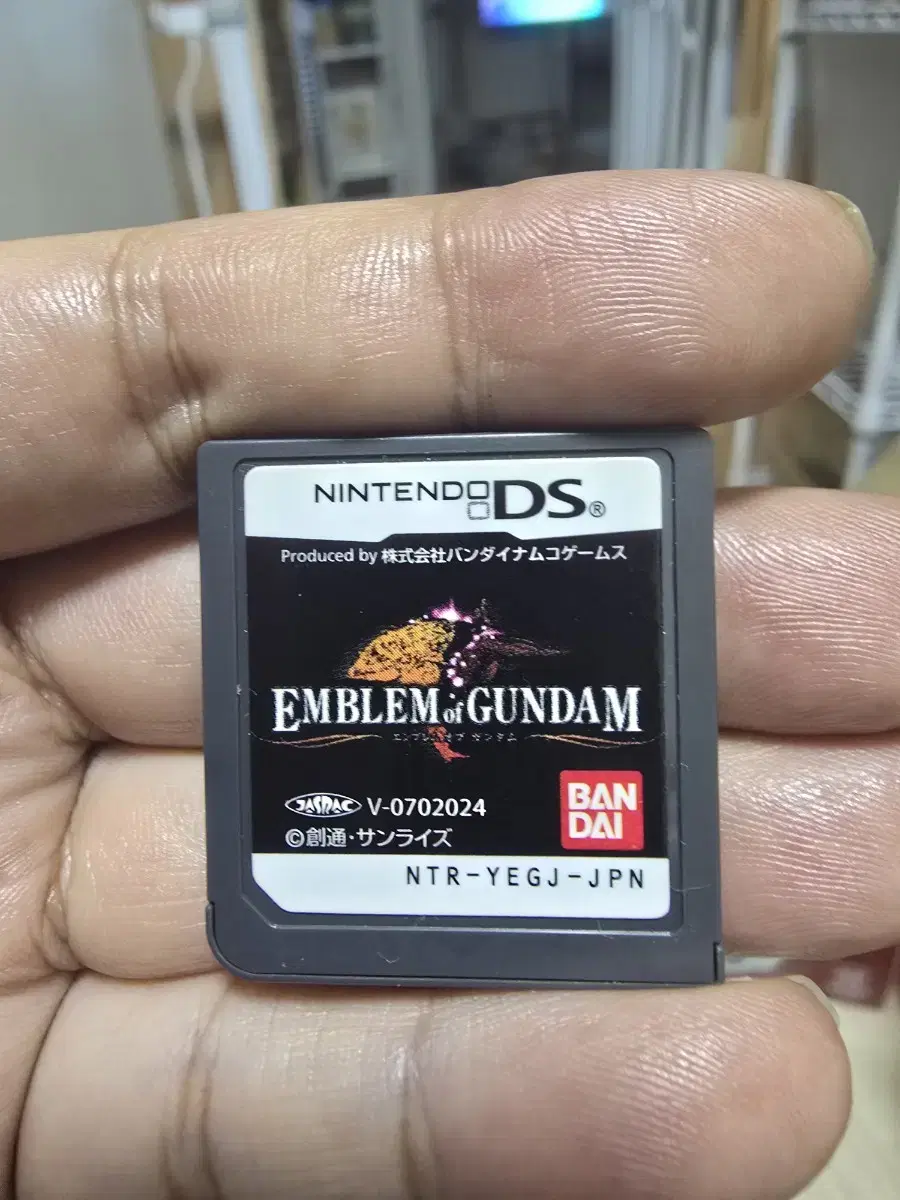 NINTENDO DS®
Produced by 株式会社バンダイナムコゲームス
EMBLEM of GUNDAM
エンブレム オブ ガンダム
JASRAC V-0702024
©創通・サンライズ
BAN
DAI
NTR-YEGJ-JPN